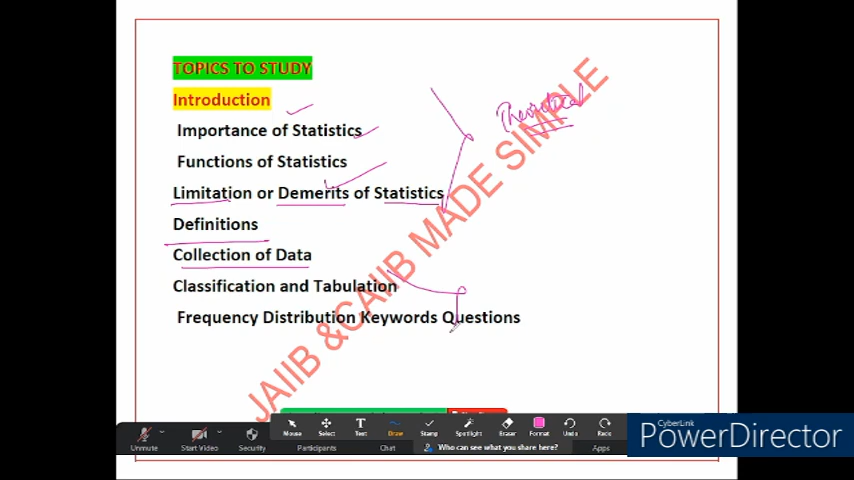 TOPICS TO STUDY
Introduction
Importance of Statistics
Functions of Statistics
Limitation or Demerits of Statistics
Definitions
Collection of Data
Classification and Tabulation
Frequency Distribution Keywords Questions
Theoretical
JAIIB &CAIIB MADE SIMPLE
Mouse Select Text Draw Stamp Spotlight Eraser Format Undo Redo
Unmute Start Video Security Participants Chat Who can see what you share here? Apps
CyberLink
PowerDirector